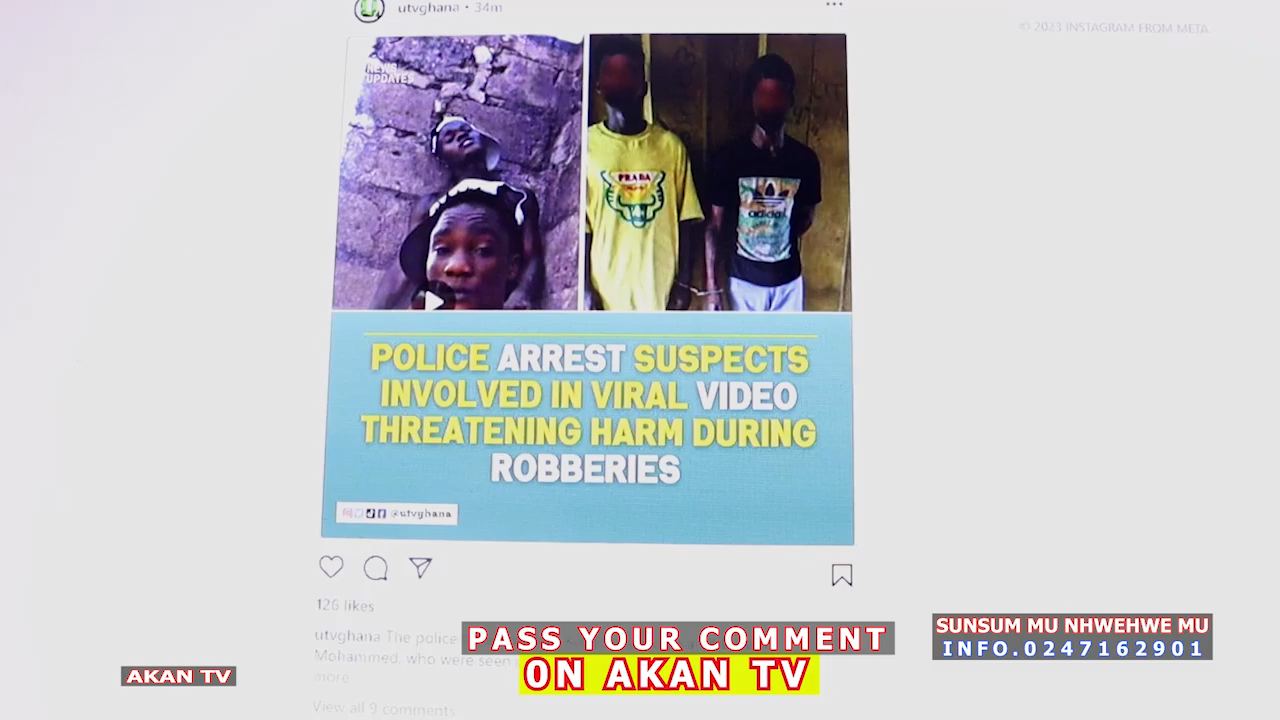 utvghana • 34m
© 2023 INSTAGRAM FROM META.
NEWS
UPDATES
PRADA
adidas
POLICE ARREST SUSPECTS
INVOLVED IN VIRAL VIDEO
THREATENING HARM DURING
ROBBERIES
@utvghana
126 likes
utvghana The police
Mohammed, who were seen
more
View all 9 comments
PASS YOUR COMMENT
ON AKAN TV
SUNSUM MU NHWEHWE MU
INFO.0247162901
AKAN TV